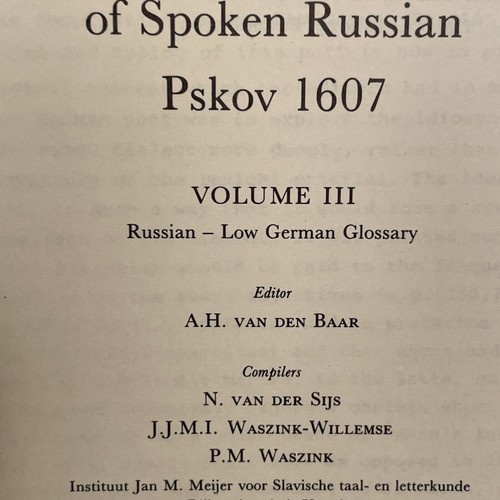 of Spoken Russian
Pskov 1607
VOLUME III
Russian – Low German Glossary
Editor
A.H. VAN DEN BAAR
Compilers
N. VAN DER SIJS
J.J.M.I. WASZINK-WILLEMSE
P.M. WASZINK
Instituut Jan M. Meijer voor Slavische taal- en letterkunde